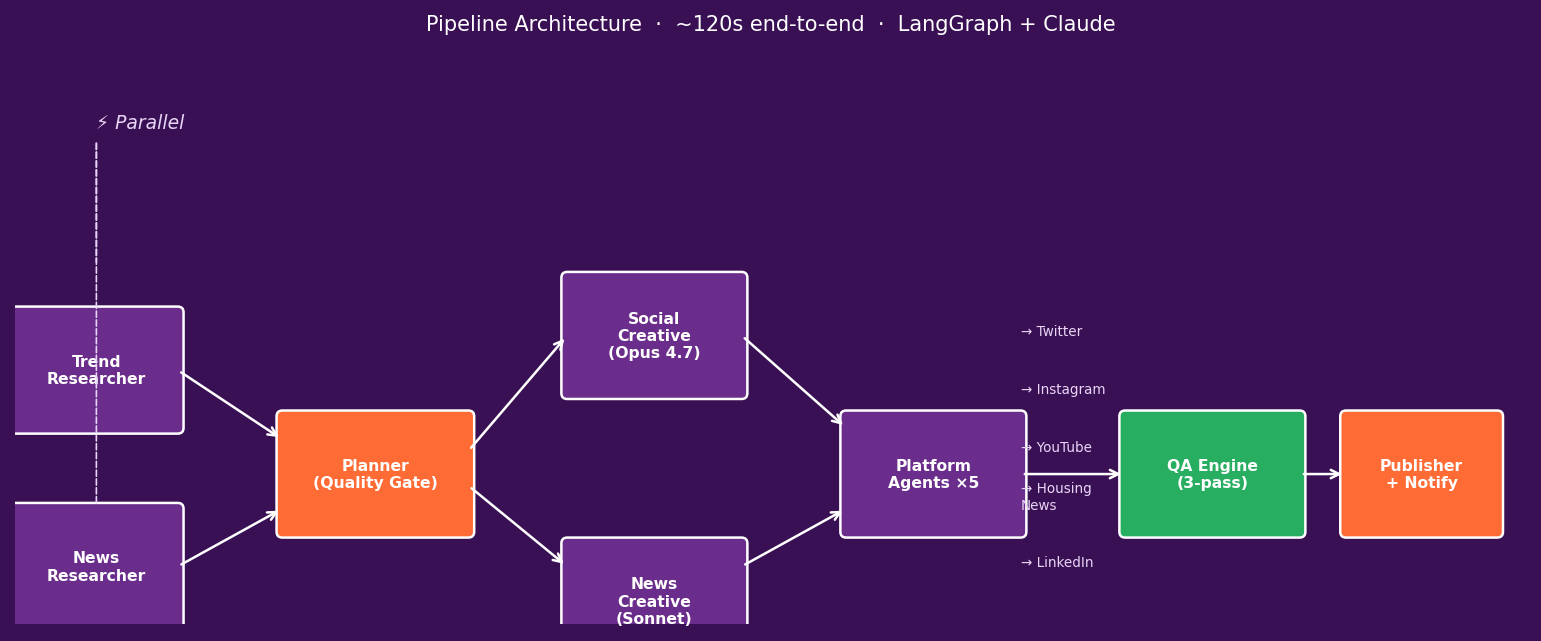 Pipeline Architecture · ~120s end-to-end · LangGraph + Claude
⚡ Parallel
Trend
Researcher
News
Researcher
Planner
(Quality Gate)
Social
Creative
(Opus 4.7)
News
Creative
(Sonnet)
Platform
Agents ×5
→ Twitter
→ Instagram
→ YouTube
→ Housing
News
→ LinkedIn
QA Engine
(3-pass)
Publisher
+ Notify